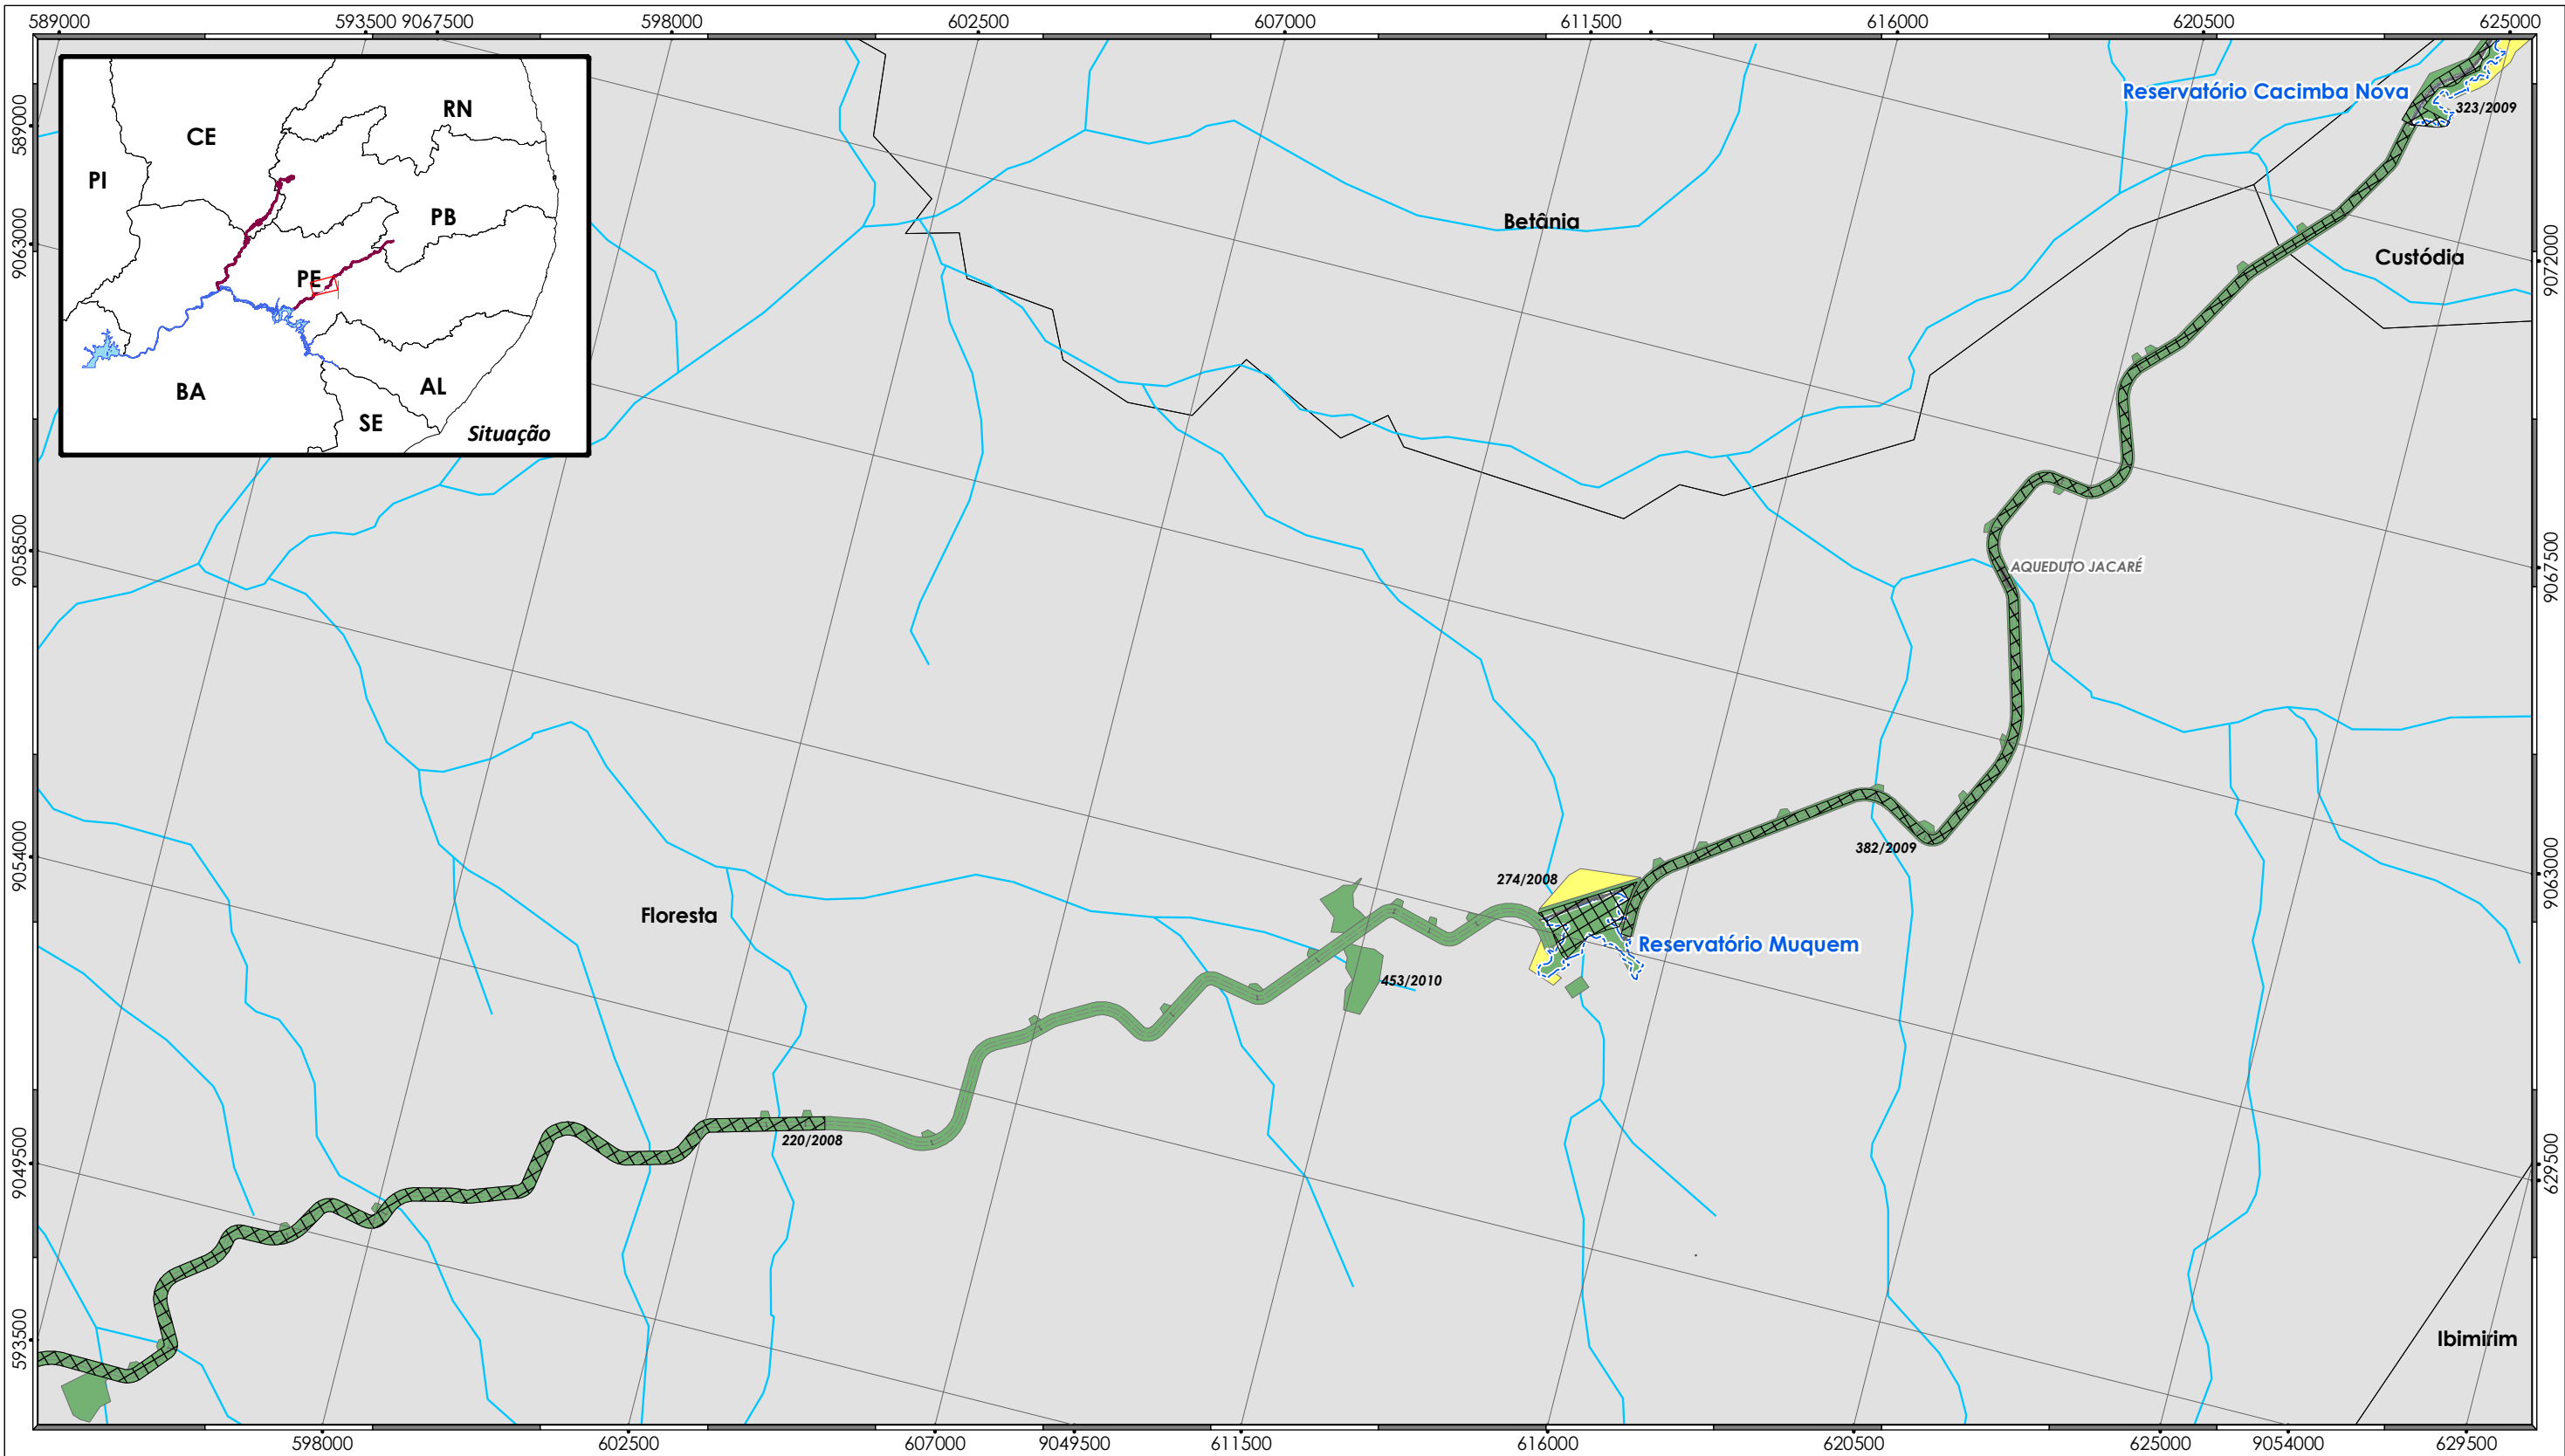 589000 593500 9067500 598000 602500 607000 611500 616000 620500 625000
589000
9063000
9058500
9054000
9049500
593500
RN
CE
PI
PB
PE
BA
AL
SE
Situação
Reservatório Cacimba Nova
323/2009
Betânia
Custódia
9072000
AQUEDUTO JACARÉ
9067500
382/2009
9063000
274/2008
Floresta
Reservatório Muquem
453/2010
220/2008
629500
Ibimirim
598000 602500 607000 9049500 611500 616000 620500 625000 9054000 629500